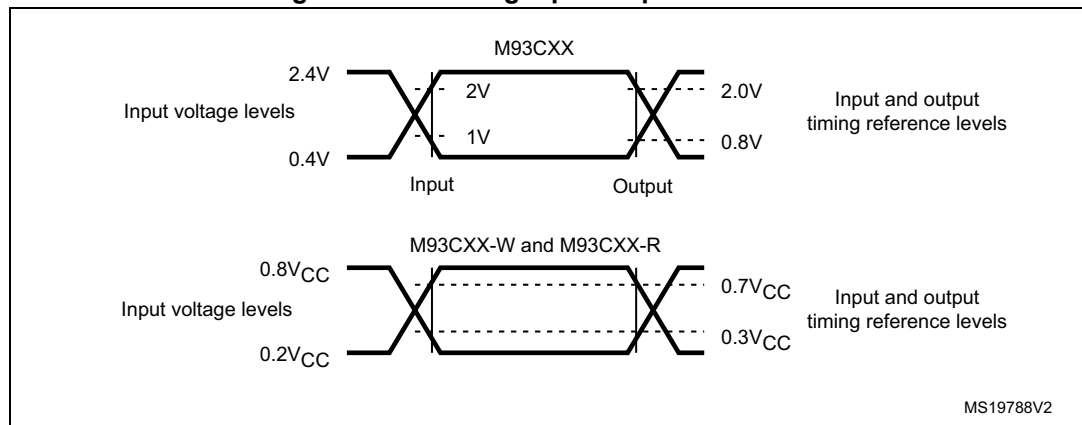 M93CXX
2.4V
2V
2.0V
Input voltage levels
Input and output
timing reference levels
1V
0.8V
0.4V
Input
Output
M93CXX-W and M93CXX-R
0.8VCC
0.7VCC
Input voltage levels
Input and output
timing reference levels
0.3VCC
0.2VCC
MS19788V2